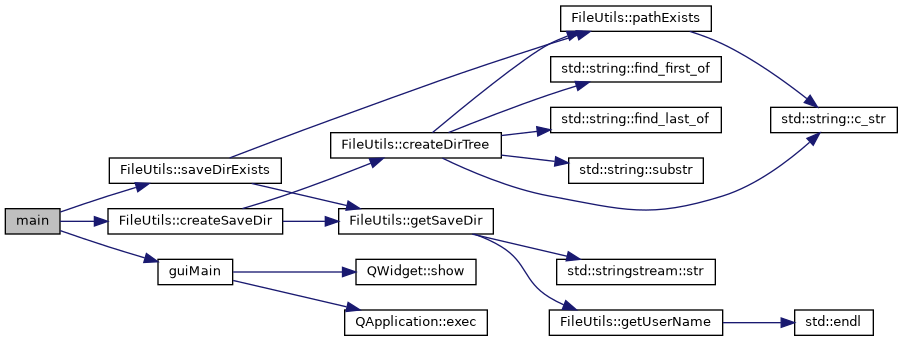 FileUtils::pathExists
std::string::find_first_of
std::string::find_last_of
std::string::c_str
FileUtils::createDirTree
FileUtils::saveDirExists
std::string::substr
main
FileUtils::createSaveDir
FileUtils::getSaveDir
guiMain
QWidget::show
std::stringstream::str
QApplication::exec
FileUtils::getUserName
std::endl